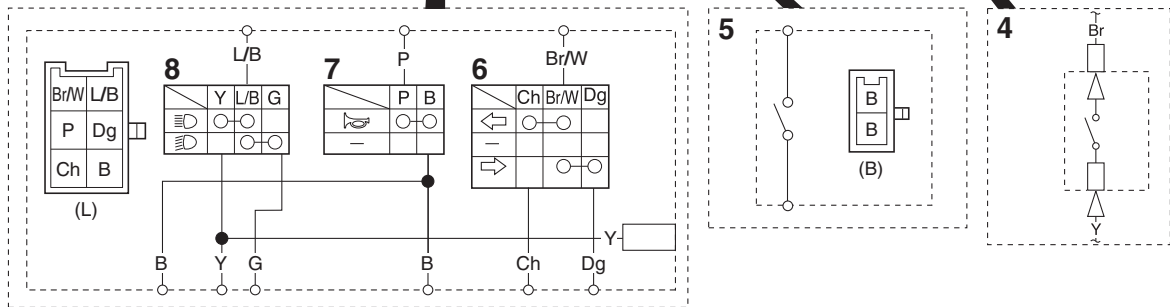 5
4
Br
L/B
P
Br/W
8
7
6
Br/W L/B
P Dg
Ch B
(L)
Y L/B G
P B
–
Ch Br/W Dg
–
B
B
(B)
Y
Y
B
Y
G
B
Ch
Dg